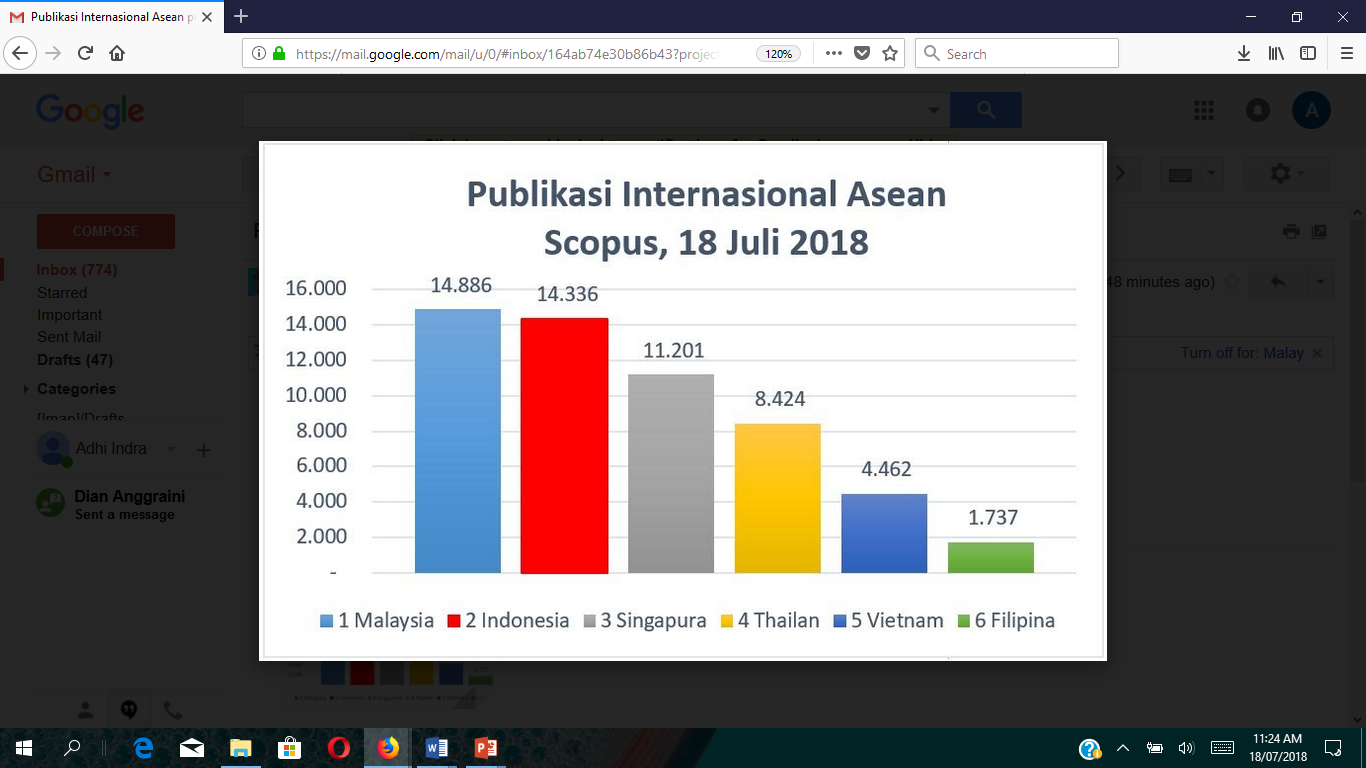 Publikasi Internasional Asean p
https://mail.google.com/mail/u/0/#inbox/164ab74e30b86b43?projec
120%
Search
Google
A
Gmail
COMPOSE
Inbox (774)
Starred
Important
Sent Mail
Drafts (47)
Categories
[Imap]/Drafts
Adhi Indra
Dian Anggraini
Sent a message
48 minutes ago)
Turn off for: Malay
Publikasi Internasional Asean
Scopus, 18 Juli 2018
16.000
14.000
12.000
10.000
8.000
6.000
4.000
2.000
-
14.886
14.336
11.201
8.424
4.462
1.737
1 Malaysia 2 Indonesia 3 Singapura 4 Thailan 5 Vietnam 6 Filipina
11:24 AM
18/07/2018